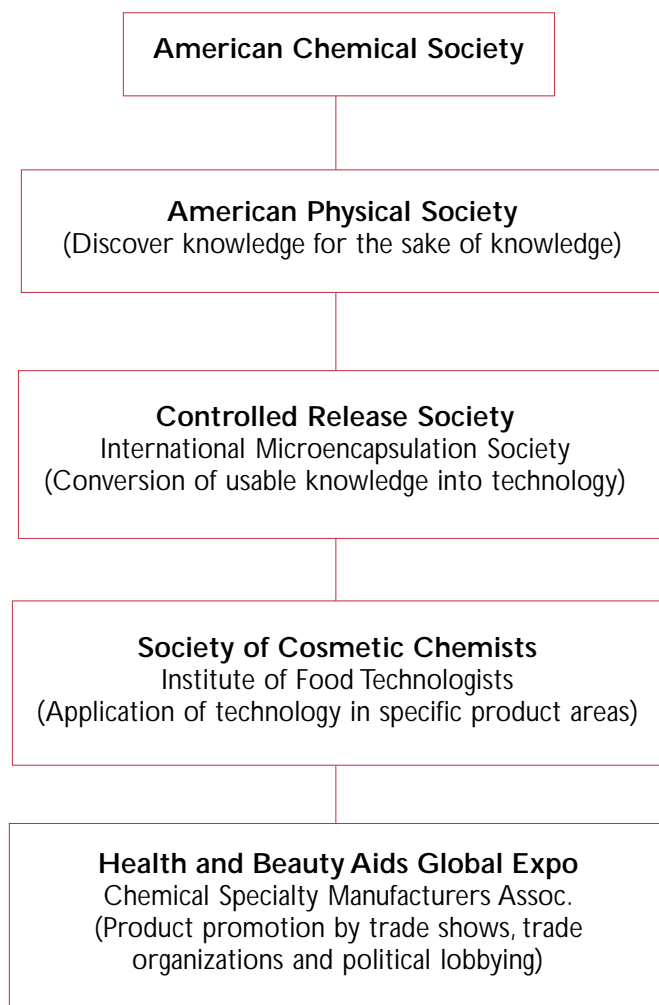 American Chemical Society
American Physical Society
(Discover knowledge for the sake of knowledge)
Controlled Release Society
International Microencapsulation Society
(Conversion of usable knowledge into technology)
Society of Cosmetic Chemists
Institute of Food Technologists
(Application of technology in specific product areas)
Health and Beauty Aids Global Expo
Chemical Specialty Manufacturers Assoc.
(Product promotion by trade shows, trade
organizations and political lobbying)